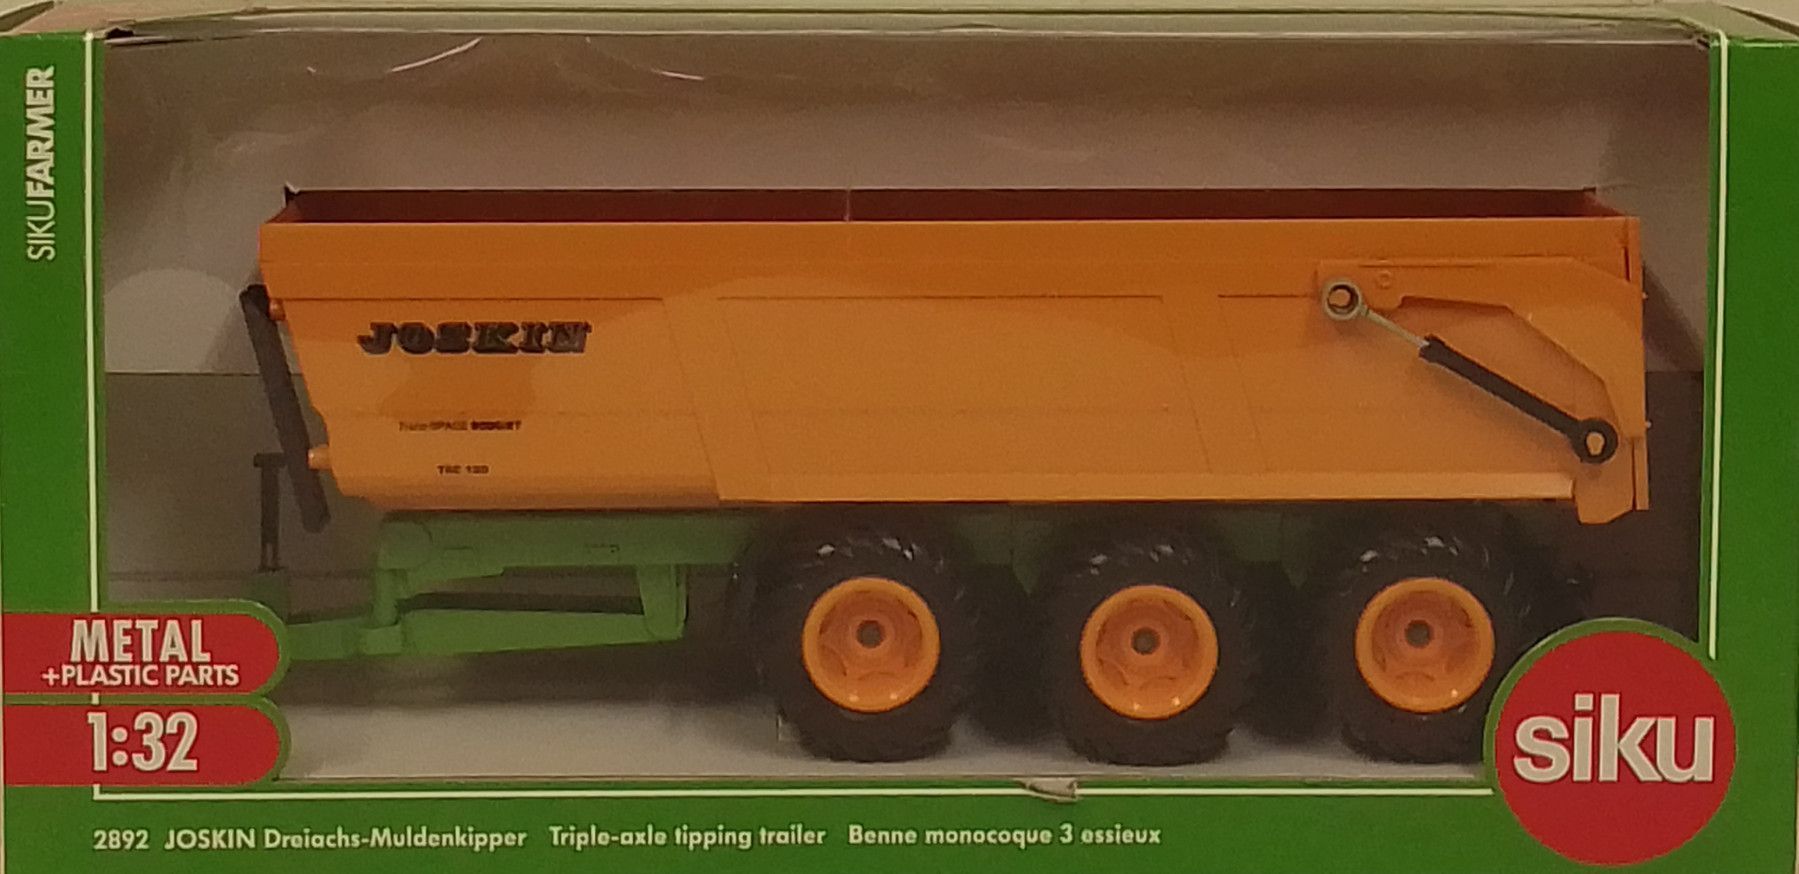 SIKUFARMER
JOSKIN
METAL
+PLASTIC PARTS
1:32
siku
2892 JOSKIN Dreiachs-Muldenkipper Triple-axle tipping trailer Benne monocoque 3 essieux